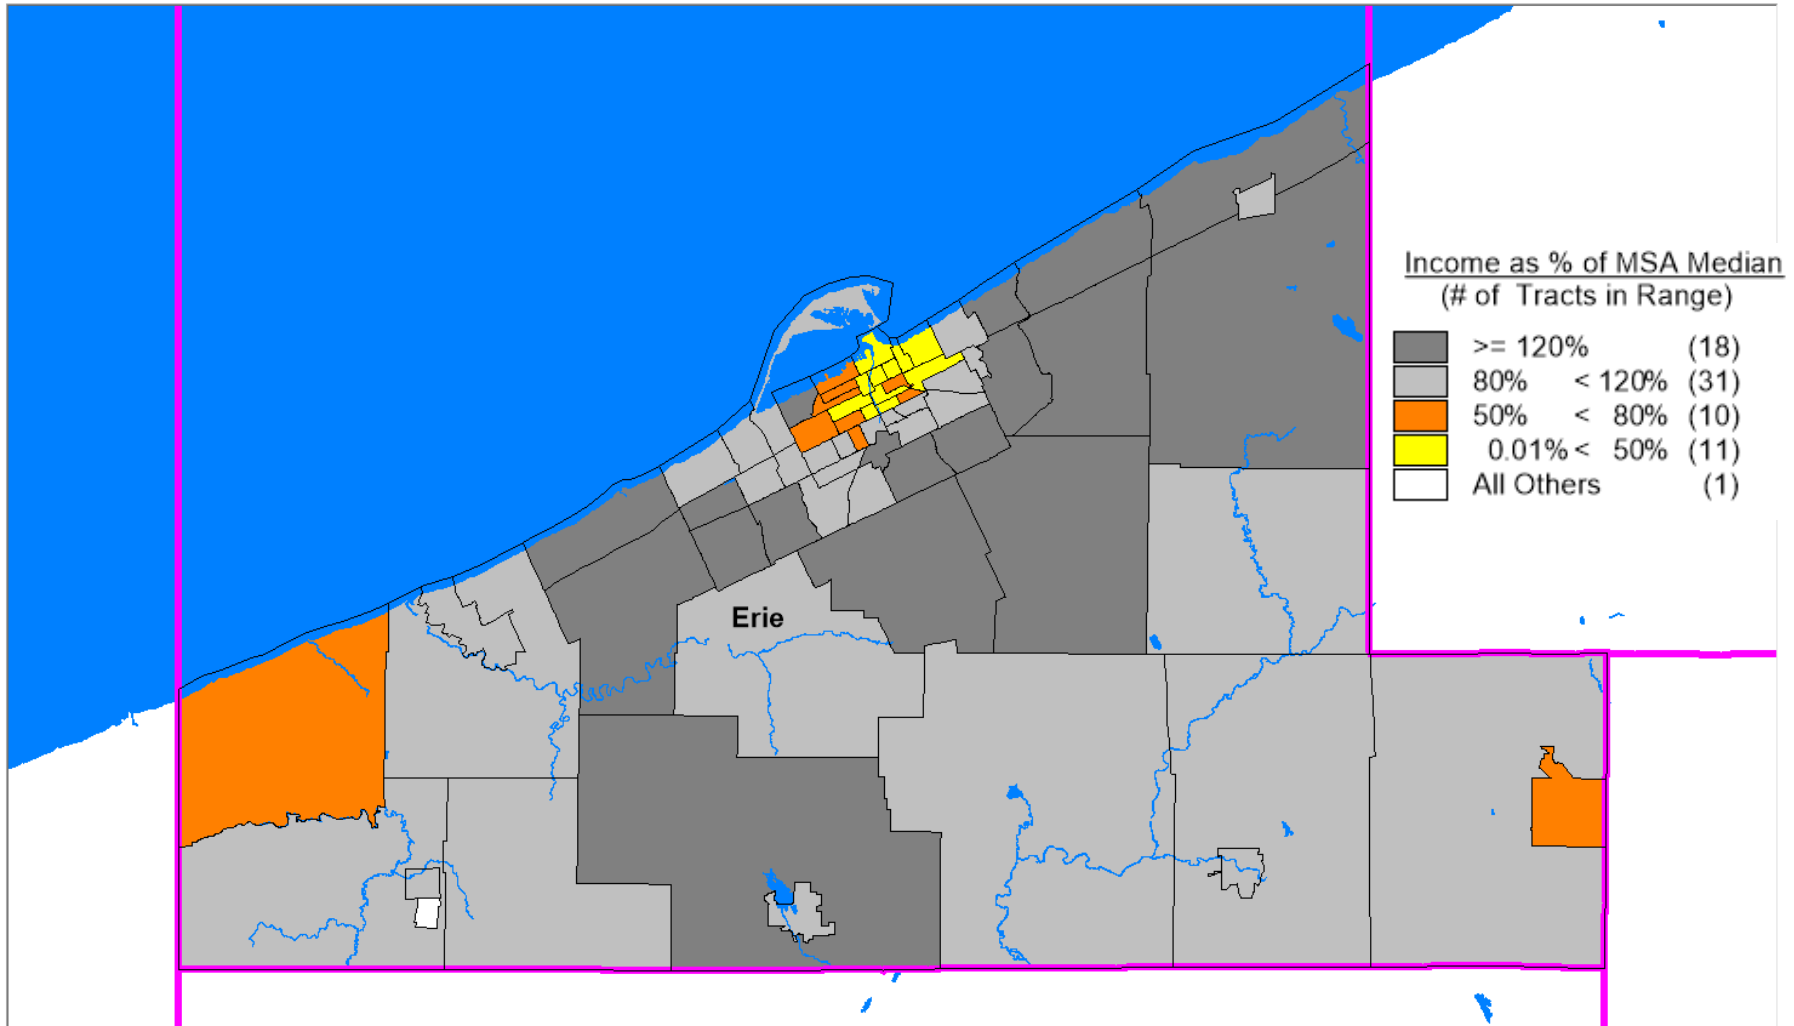 Income as % of MSA Median
(# of Tracts in Range)
>= 120% (18)
80% < 120% (31)
50% < 80% (10)
0.01% < 50% (11)
All Others (1)
Erie